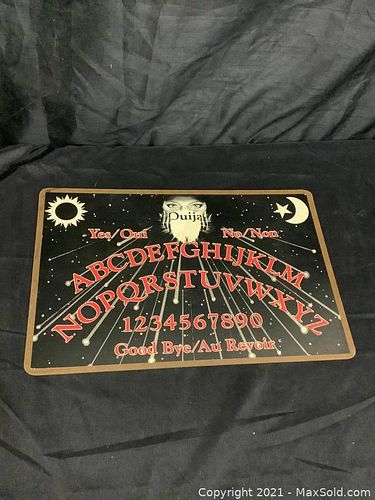 Ouija
Yes/Oui No/Non
ABCDEFGHIJKLM
NOPQRSTUVWXYZ
1234567890
Good Bye/Au Revoir
Copyright 2021 - MaxSold.com